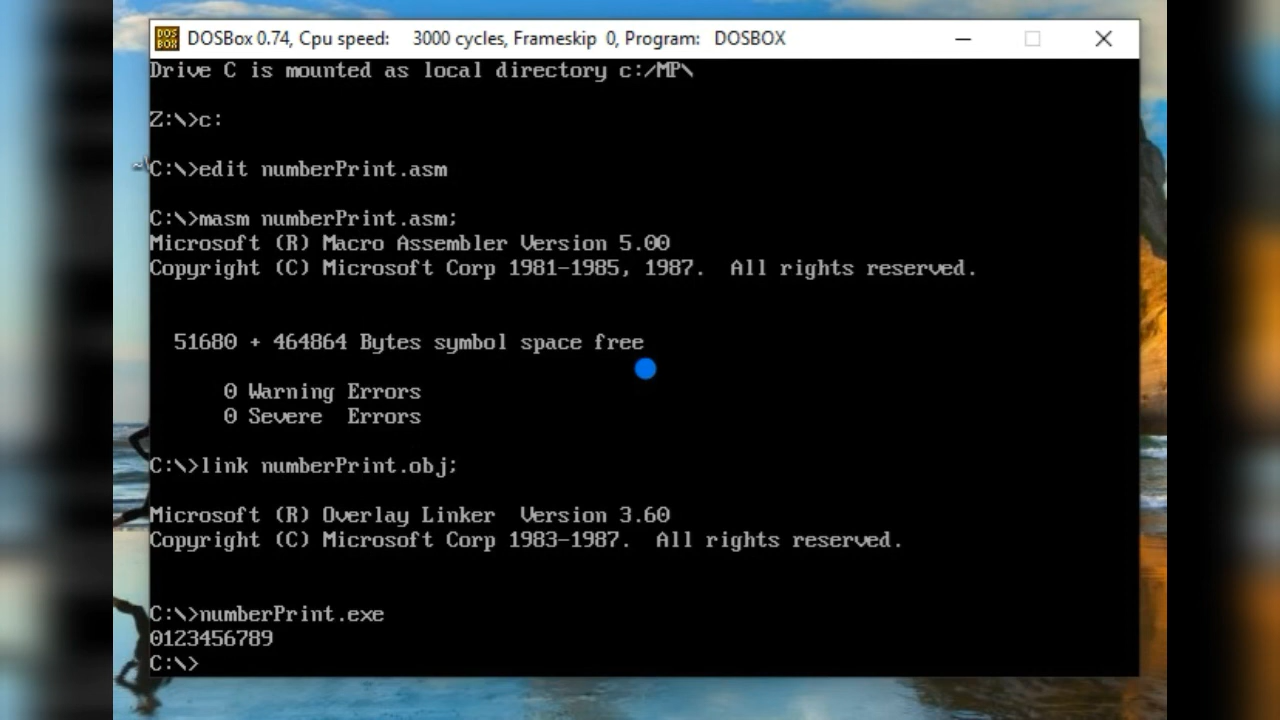 DOSBox 0.74, Cpu speed: 3000 cycles, Frameskip 0, Program: DOSBOX
Drive C is mounted as local directory c:/MP\
Z:\>c:
C:\>edit numberPrint.asm
C:\>masm numberPrint.asm;
Microsoft (R) Macro Assembler Version 5.00
Copyright (C) Microsoft Corp 1981-1985, 1987.  All rights reserved.
51680 + 464864 Bytes symbol space free
0 Warning Errors
0 Severe  Errors
C:\>link numberPrint.obj;
Microsoft (R) Overlay Linker  Version 3.60
Copyright (C) Microsoft Corp 1983-1987.  All rights reserved.
C:\>numberPrint.exe
0123456789
C:\>